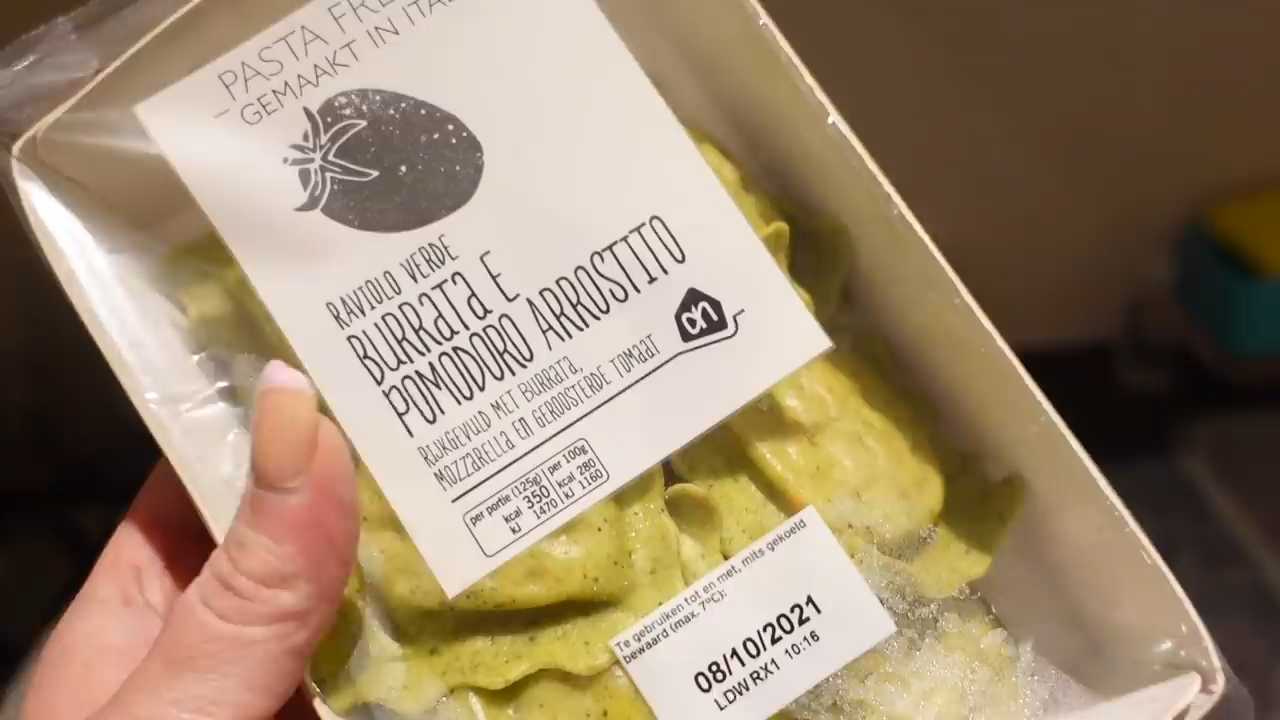 PASTA FRE
GEMAAKT IN ITA
RAVIOLO VERDE
BURRATA E
POMODORO ARROSTITO
RIJKGEVULD MET BURRATA,
MOZZARELLA EN GEROOSTERDE TOMAAT
ah
per portie (125g) | per 100g
kcal 350 | kcal 280
kJ 1470 | kJ 1160
Te gebruiken tot en met, mits gekoeld
bewaard (max. 7°C):
08/10/2021
LDW RX1 10:16